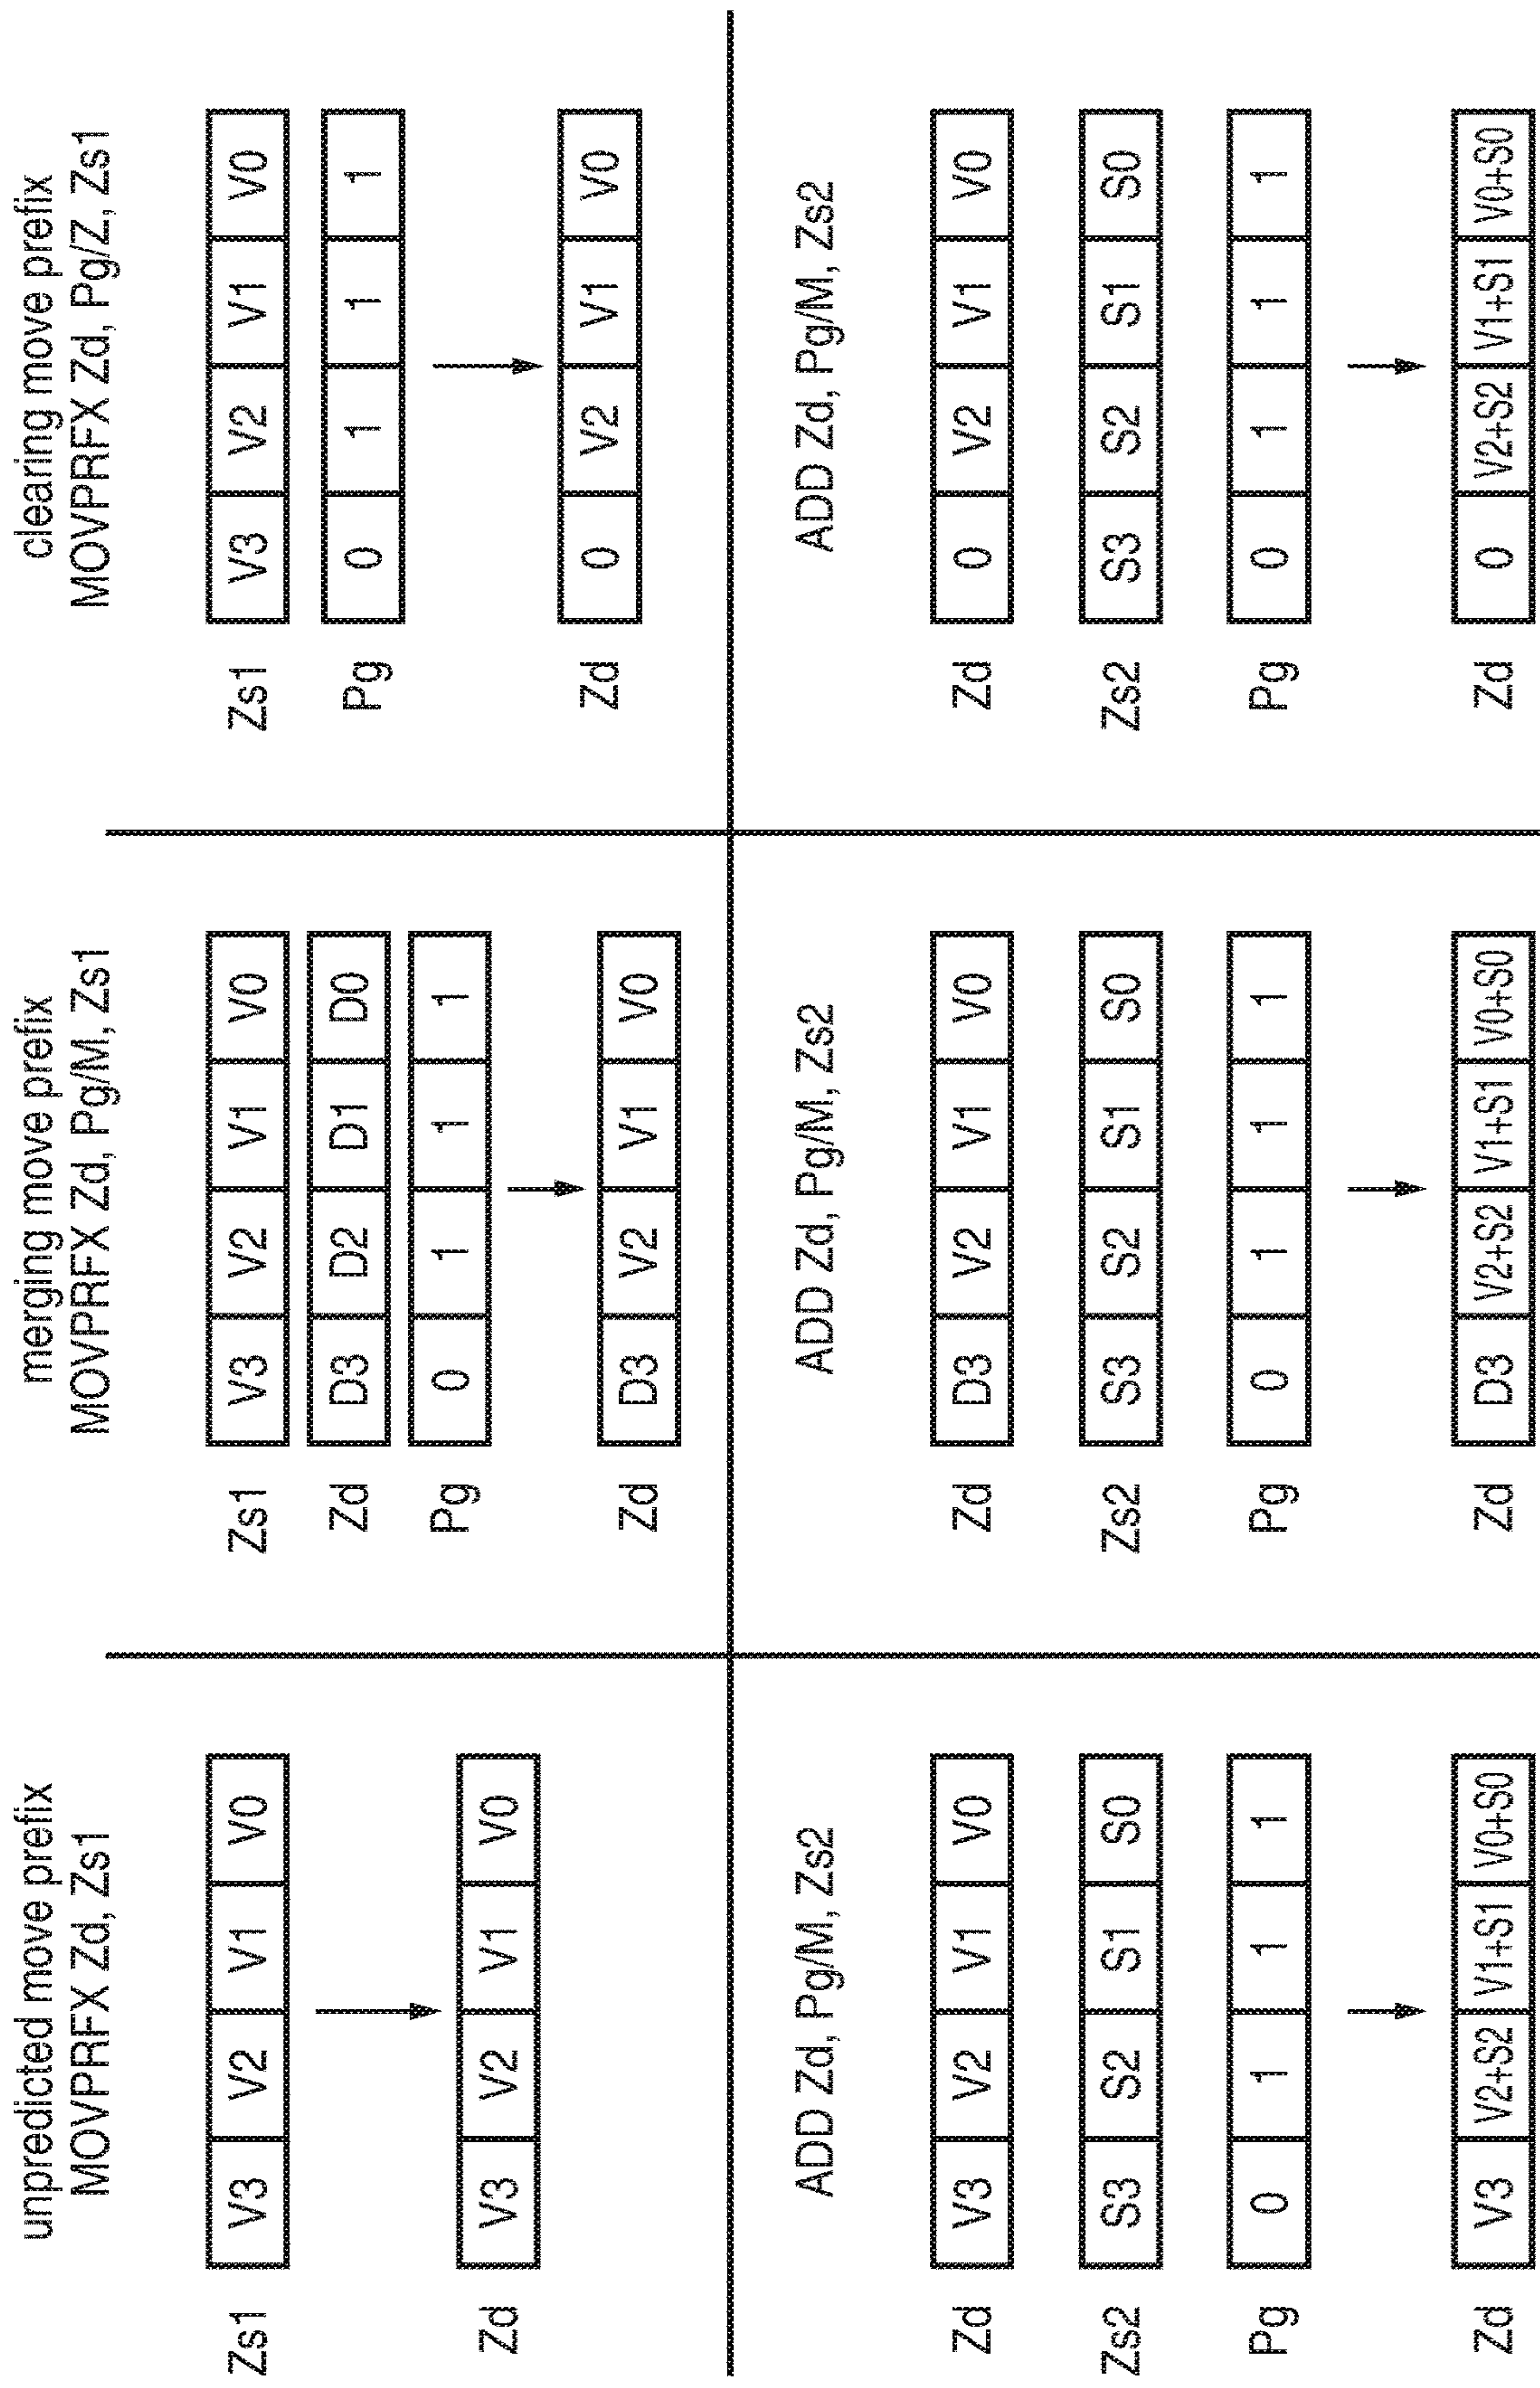 unpredicted move prefix
MOVPRFX Zd, Zs1
Zs1 V3 V2 V1 V0
Zd V3 V2 V1 V0
ADD Zd, Pg/M, Zs2
Zd V3 V2 V1 V0
Zs2 S3 S2 S1 S0
Pg 0 1 1 1
Zd V3 V2+S2 V1+S1 V0+S0
merging move prefix
MOVPRFX Zd, Pg/M, Zs1
Zs1 V3 V2 V1 V0
Zd D3 D2 D1 D0
Pg 0 1 1 1
Zd D3 V2 V1 V0
ADD Zd, Pg/M, Zs2
Zd D3 V2 V1 V0
Zs2 S3 S2 S1 S0
Pg 0 1 1 1
Zd D3 V2+S2 V1+S1 V0+S0
clearing move prefix
MOVPRFX Zd, Pg/Z, Zs1
Zs1 V3 V2 V1 V0
Pg 0 1 1 1
Zd 0 V2 V1 V0
ADD Zd, Pg/M, Zs2
Zd 0 V2 V1 V0
Zs2 S3 S2 S1 S0
Pg 0 1 1 1
Zd 0 V2+S2 V1+S1 V0+S0